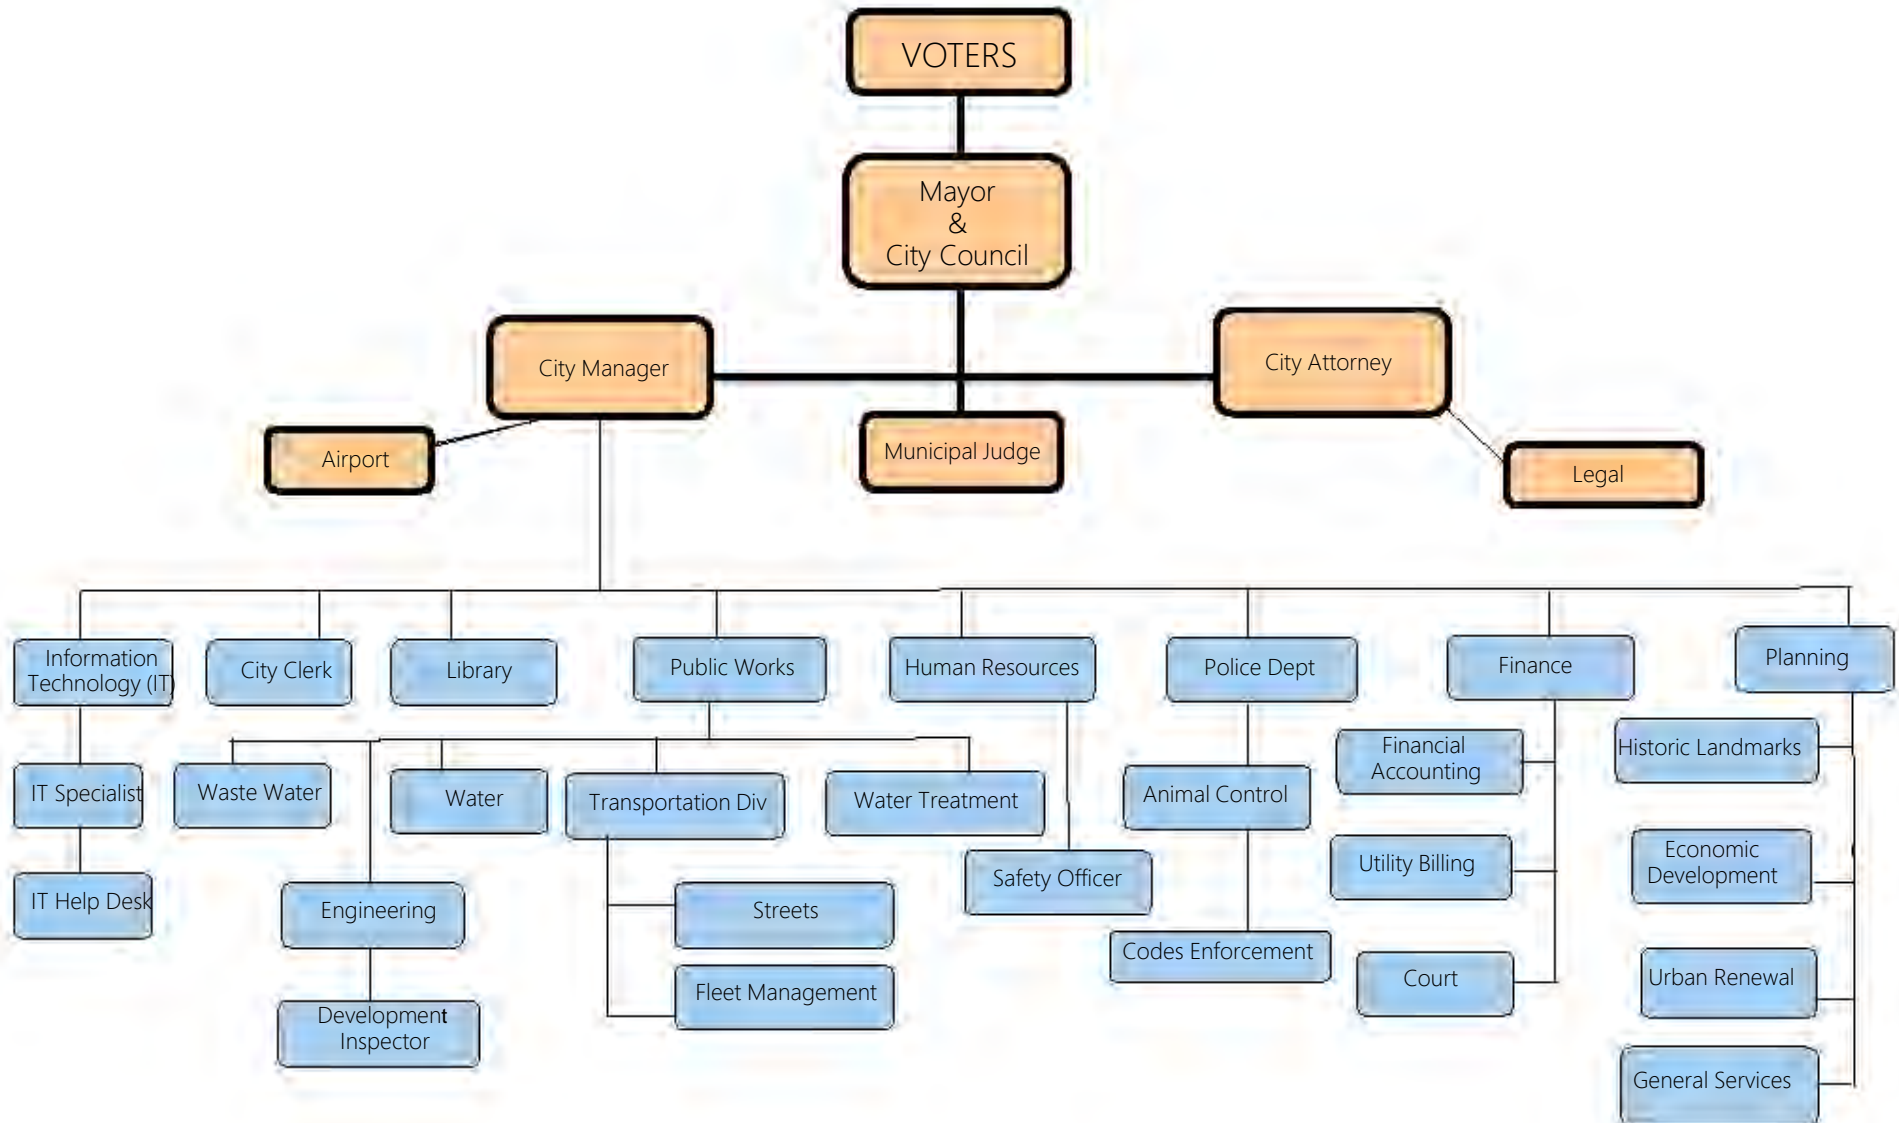 VOTERS
Mayor
&
City Council
City Manager
City Attorney
Airport
Municipal Judge
Legal
Information
Technology (IT)
City Clerk
Library
Public Works
Human Resources
Police Dept
Finance
Planning
IT Specialist
Waste Water
Water
Transportation Div
Water Treatment
Animal Control
Financial
Accounting
Historic Landmarks
IT Help Desk
Engineering
Streets
Safety Officer
Utility Billing
Economic
Development
Development
Inspector
Fleet Management
Codes Enforcement
Court
Urban Renewal
General Services